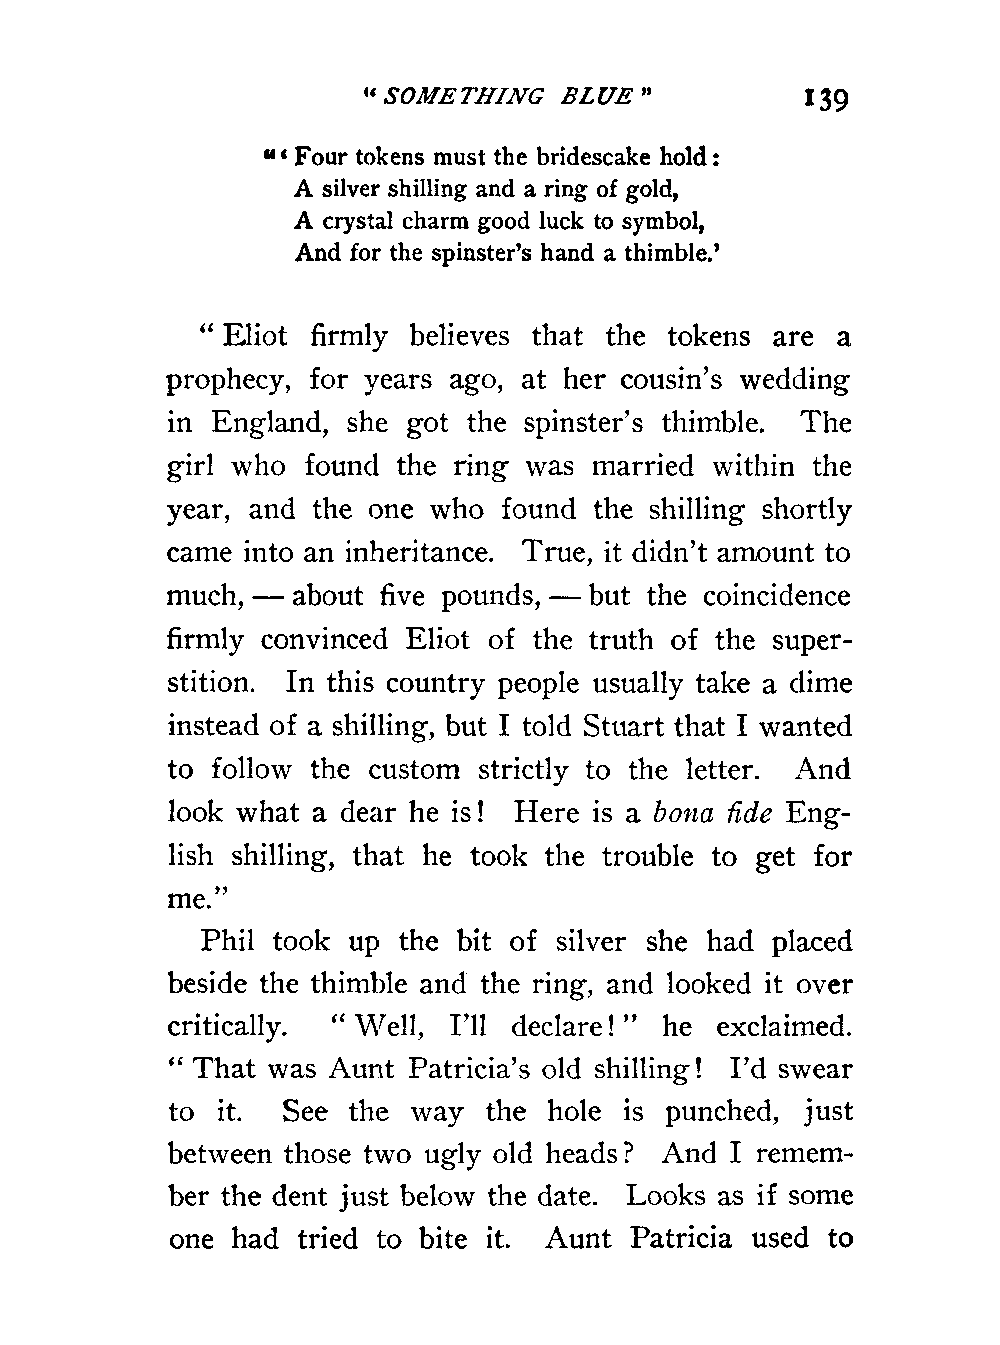 “ SOMETHING BLUE ” 139
“‘ Four tokens must the bridescake hold:
A silver shilling and a ring of gold,
A crystal charm good luck to symbol,
And for the spinster’s hand a thimble.’
“ Eliot firmly believes that the tokens are a
prophecy, for years ago, at her cousin’s wedding
in England, she got the spinster’s thimble. The
girl who found the ring was married within the
year, and the one who found the shilling shortly
came into an inheritance. True, it didn’t amount to
much, — about five pounds, — but the coincidence
firmly convinced Eliot of the truth of the super-
stition. In this country people usually take a dime
instead of a shilling, but I told Stuart that I wanted
to follow the custom strictly to the letter. And
look what a dear he is! Here is a bona fide Eng-
lish shilling, that he took the trouble to get for
me.”
Phil took up the bit of silver she had placed
beside the thimble and the ring, and looked it over
critically. “ Well, I’ll declare! ” he exclaimed.
“ That was Aunt Patricia’s old shilling! I’d swear
to it. See the way the hole is punched, just
between those two ugly old heads? And I remem-
ber the dent just below the date. Looks as if some
one had tried to bite it. Aunt Patricia used to